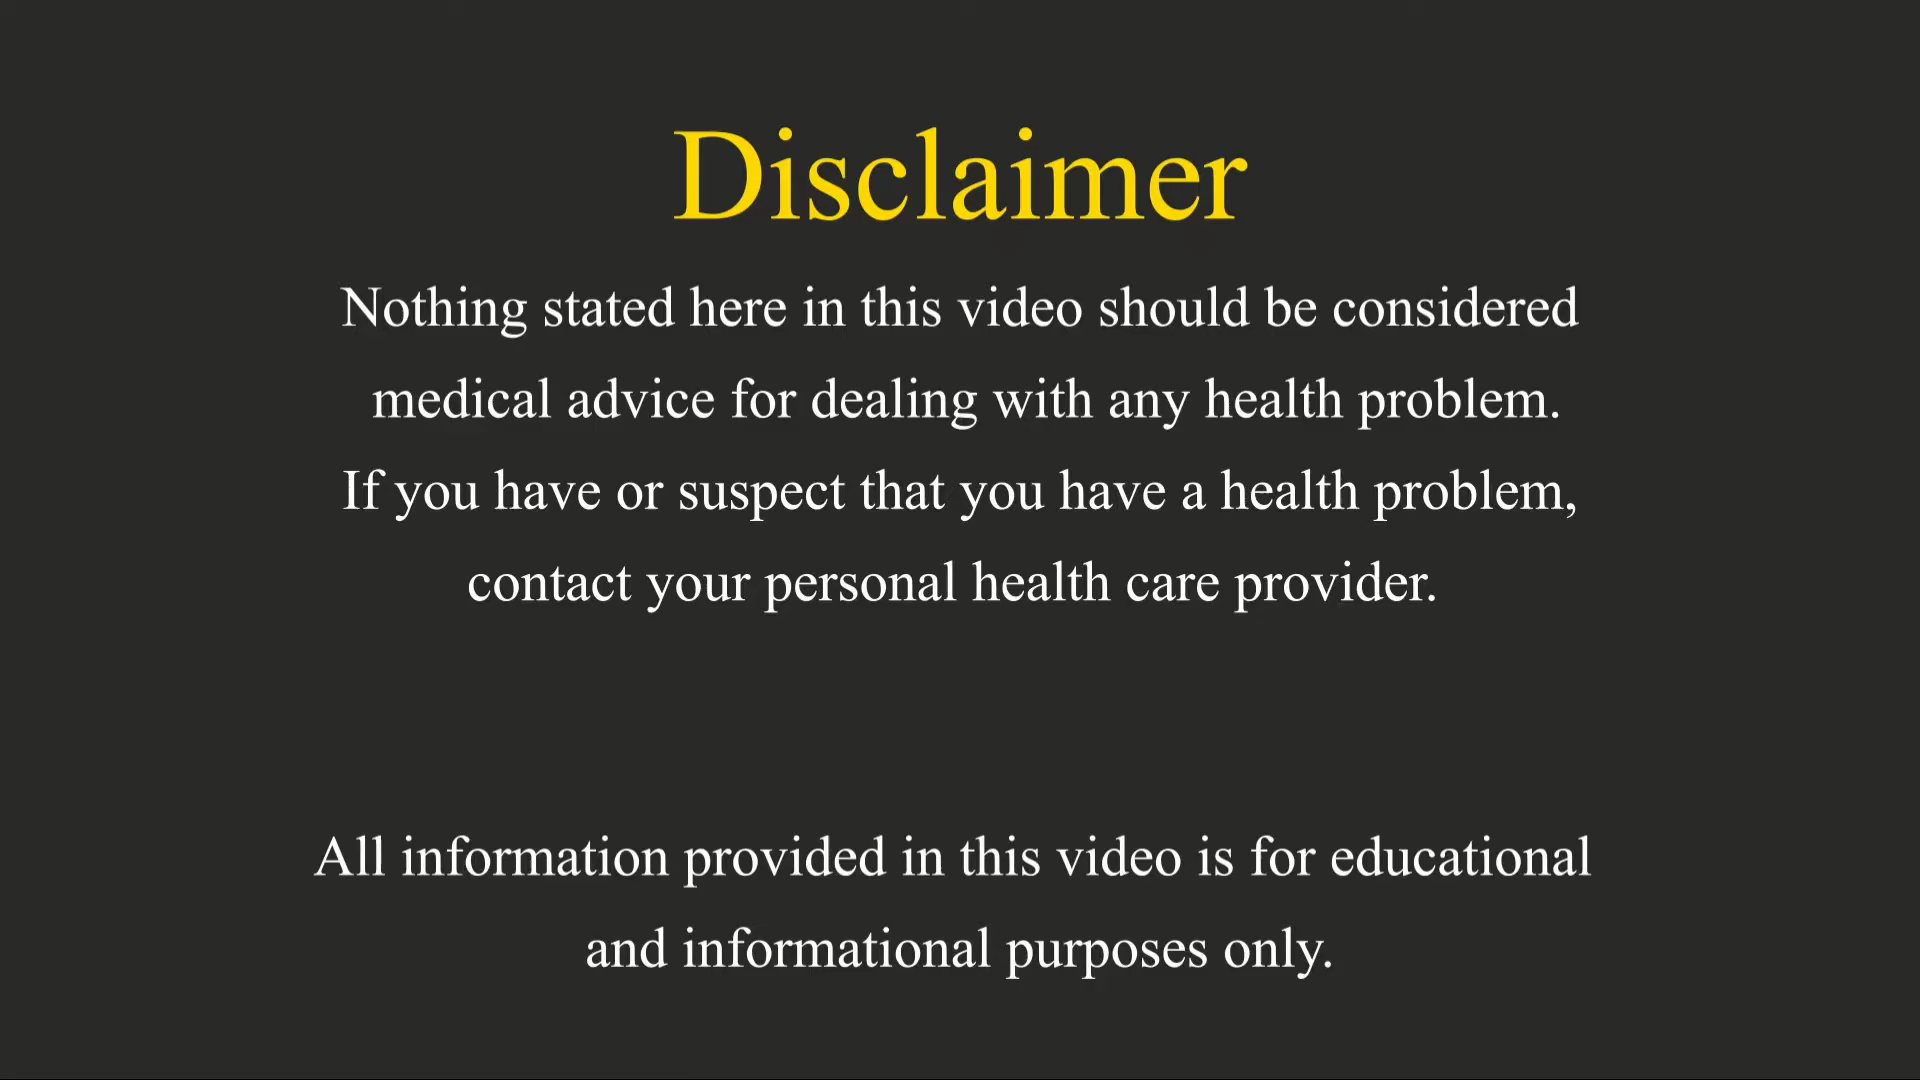 Disclaimer
Nothing stated here in this video should be considered
medical advice for dealing with any health problem.
If you have or suspect that you have a health problem,
contact your personal health care provider.
All information provided in this video is for educational
and informational purposes only.